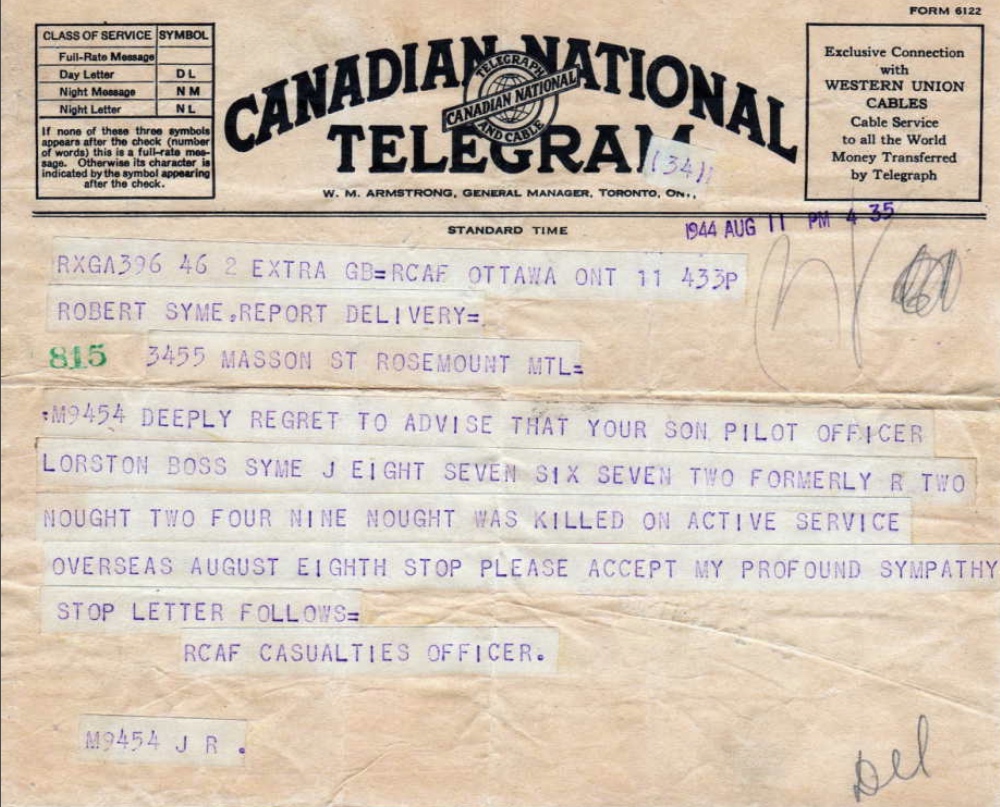 FORM 6122
CLASS OF SERVICE SYMBOL
Full-Rate Message
Day Letter D L
Night Message N M
Night Letter N L
If none of these three symbols
appears after the check (number
of words) this is a full-rate mes-
sage. Otherwise its character is
indicated by the symbol appearing
after the check.
CANADIAN NATIONAL
TELEGRAM
TELEGRAPH
CANADIAN NATIONAL
AND CABLE
W. M. ARMSTRONG, GENERAL MANAGER, TORONTO, ONT.
Exclusive Connection
with
WESTERN UNION
CABLES
Cable Service
to all the World
Money Transferred
by Telegraph
(34)
STANDARD TIME
1944 AUG 11 PM 4 35
RXGA396 46 2 EXTRA GB=RCAF OTTAWA ONT 11 433P
ROBERT SYME,REPORT DELIVERY=
815 3455 MASSON ST ROSEMOUNT MTL=
:M9454 DEEPLY REGRET TO ADVISE THAT YOUR SON PILOT OFFICER
LORSTON BOSS SYME J EIGHT SEVEN SIX SEVEN TWO FORMERLY R TWO
NOUGHT TWO FOUR NINE NOUGHT WAS KILLED ON ACTIVE SERVICE
OVERSEAS AUGUST EIGHTH STOP PLEASE ACCEPT MY PROFOUND SYMPATHY
STOP LETTER FOLLOWS=
RCAF CASUALTIES OFFICER.
M9454 J R .
Del